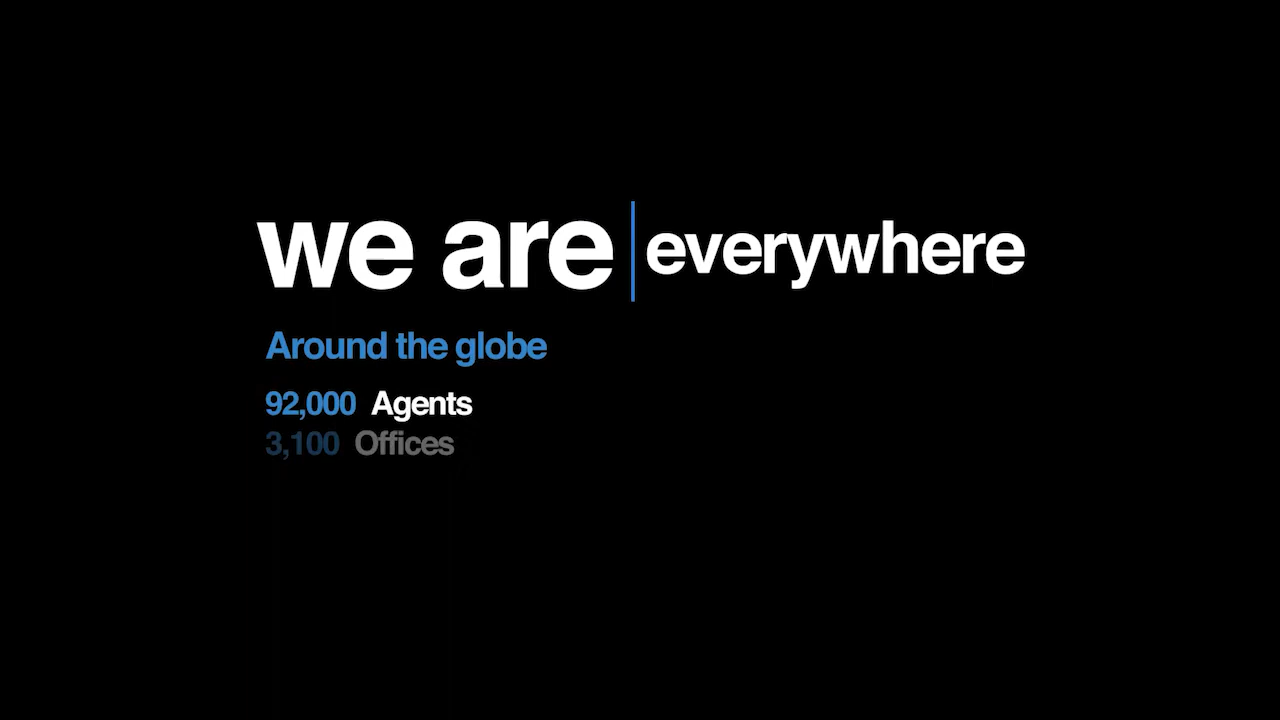 we are everywhere
Around the globe
92,000 Agents
3,100 Offices